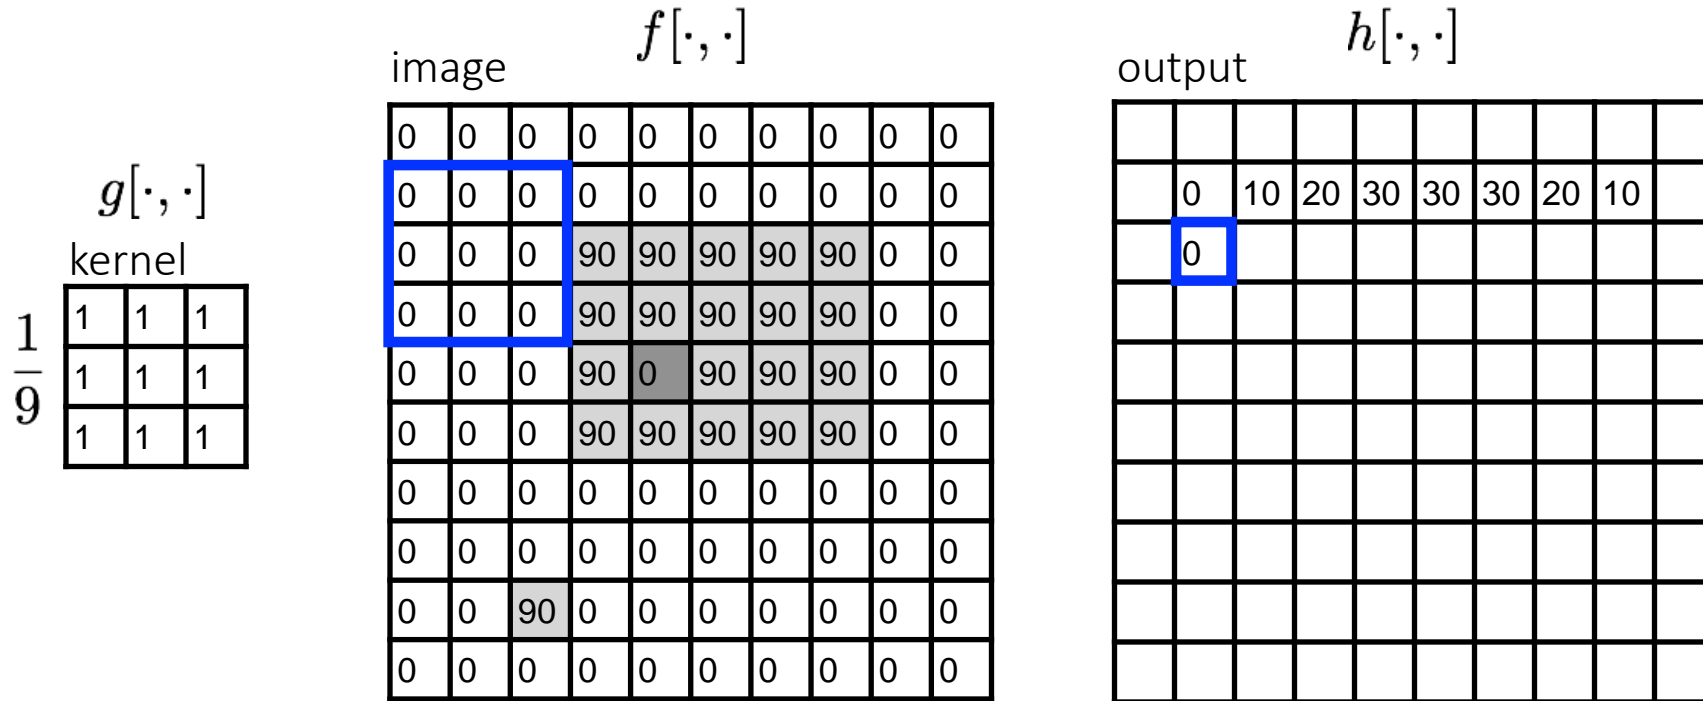 f[·, ·]
h[·, ·]
image
output
g[·, ·]
kernel
1/9
1 1 1
1 1 1
1 1 1
0 0 0 0 0 0 0 0 0 0
0 0 0 0 0 0 0 0 0 0
0 0 0 90 90 90 90 90 0 0
0 0 0 90 90 90 90 90 0 0
0 0 0 90 0 90 90 90 0 0
0 0 0 90 90 90 90 90 0 0
0 0 0 0 0 0 0 0 0 0
0 0 0 0 0 0 0 0 0 0
0 0 90 0 0 0 0 0 0 0
0 0 0 0 0 0 0 0 0 0
0 10 20 30 30 30 20 10
0